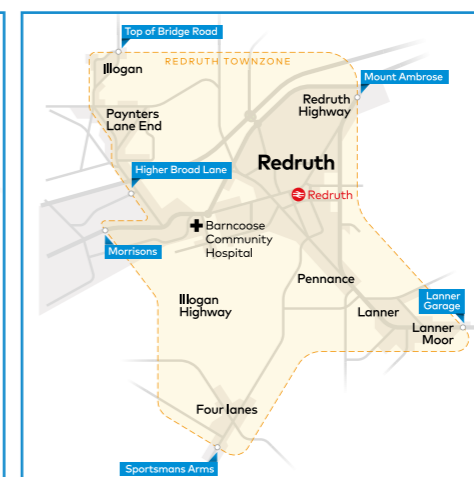 Top of Bridge Road
REDRUTH TOWNZONE
Illogan
Mount Ambrose
Redruth
Highway
Paynters
Lane End
Redruth
Higher Broad Lane
Redruth
Barncoose
Community
Hospital
Morrisons
Pennance
Illogan
Highway
Lanner
Garage
Lanner
Lanner
Moor
Four lanes
Sportsmans Arms